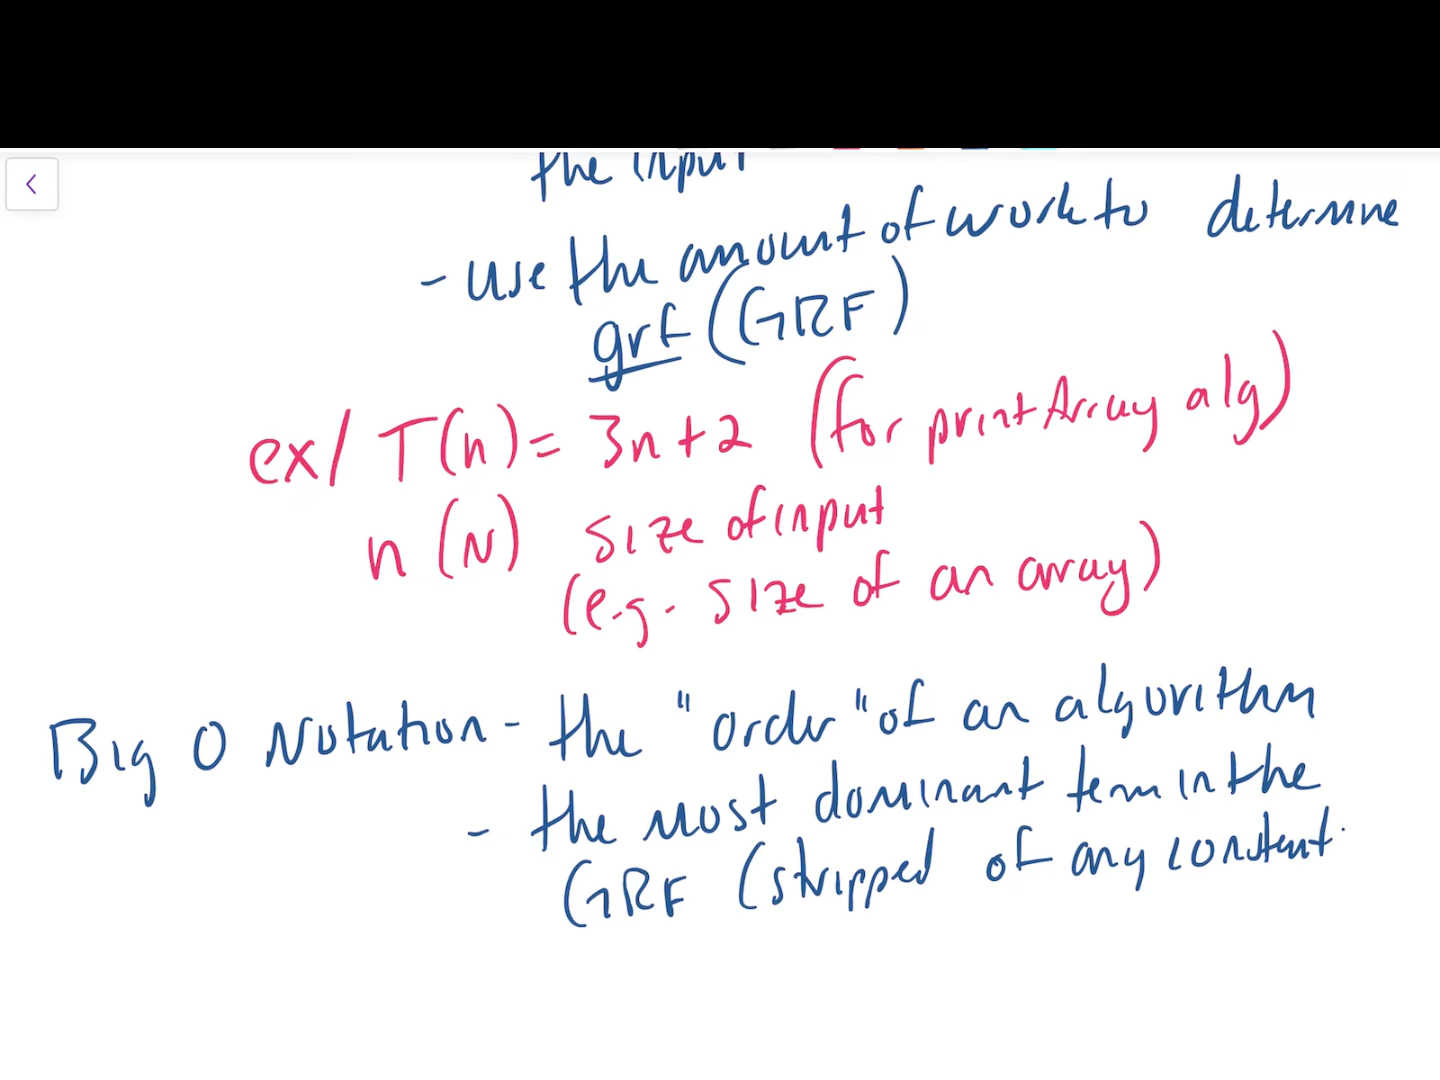 the input
- use the amount of work to determine
grf (GRF)
ex/ T(n) = 3n + 2 (for printArray alg)
n (N) size of input
(e.g. size of an array)
Big O Notation - the "order" of an algorithm
- the most dominant term in the
GRF (stripped of any constant